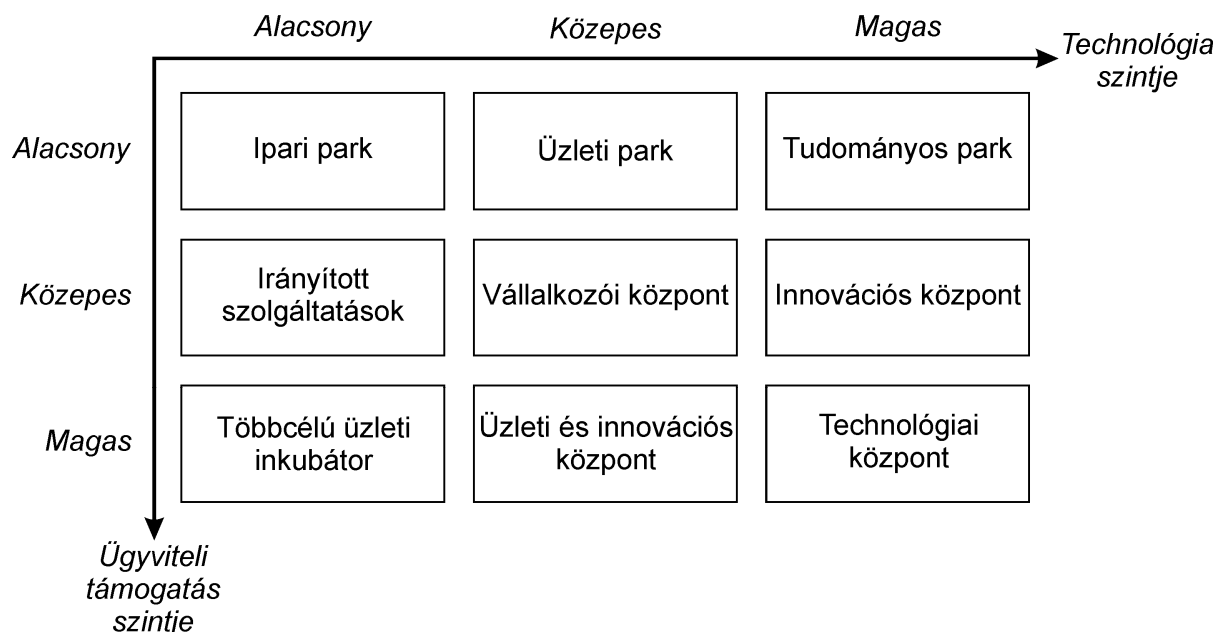 Alacsony
Közepes
Magas
Technológia
szintje
Alacsony
Ipari park
Üzleti park
Tudományos park
Közepes
Irányított
szolgáltatások
Vállalkozói központ
Innovációs központ
Magas
Többcélú üzleti
inkubátor
Üzleti és innovációs
központ
Technológiai
központ
Ügyviteli
támogatás
szintje